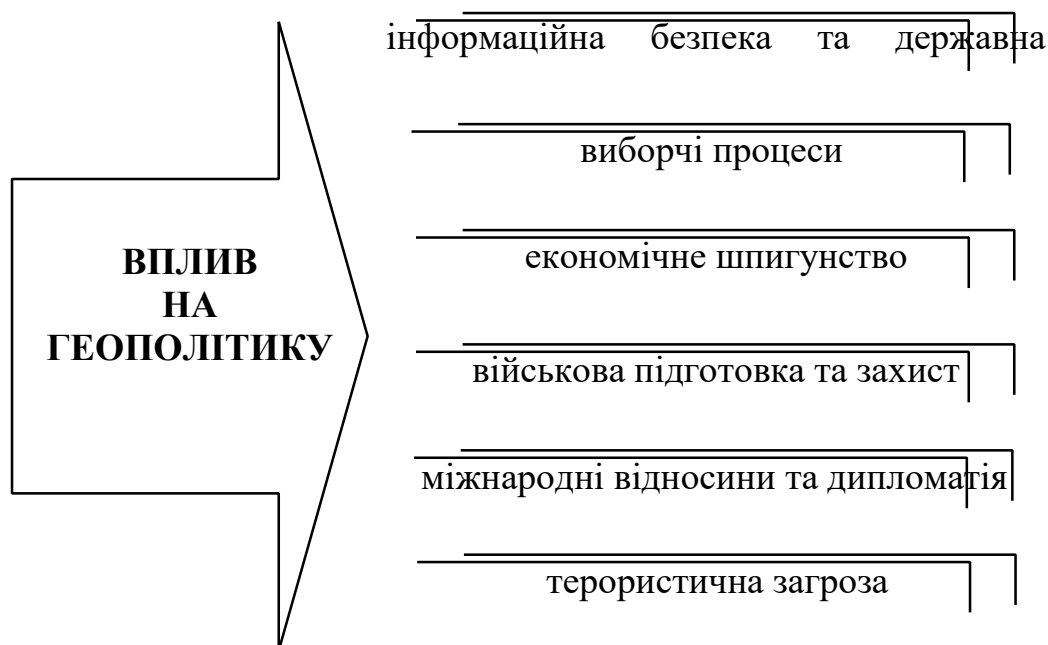 ВПЛИВ
НА
ГЕОПОЛІТИКУ
інформаційна безпека та державна
виборчі процеси
економічне шпигунство
військова підготовка та захист
міжнародні відносини та дипломатія
терористична загроза